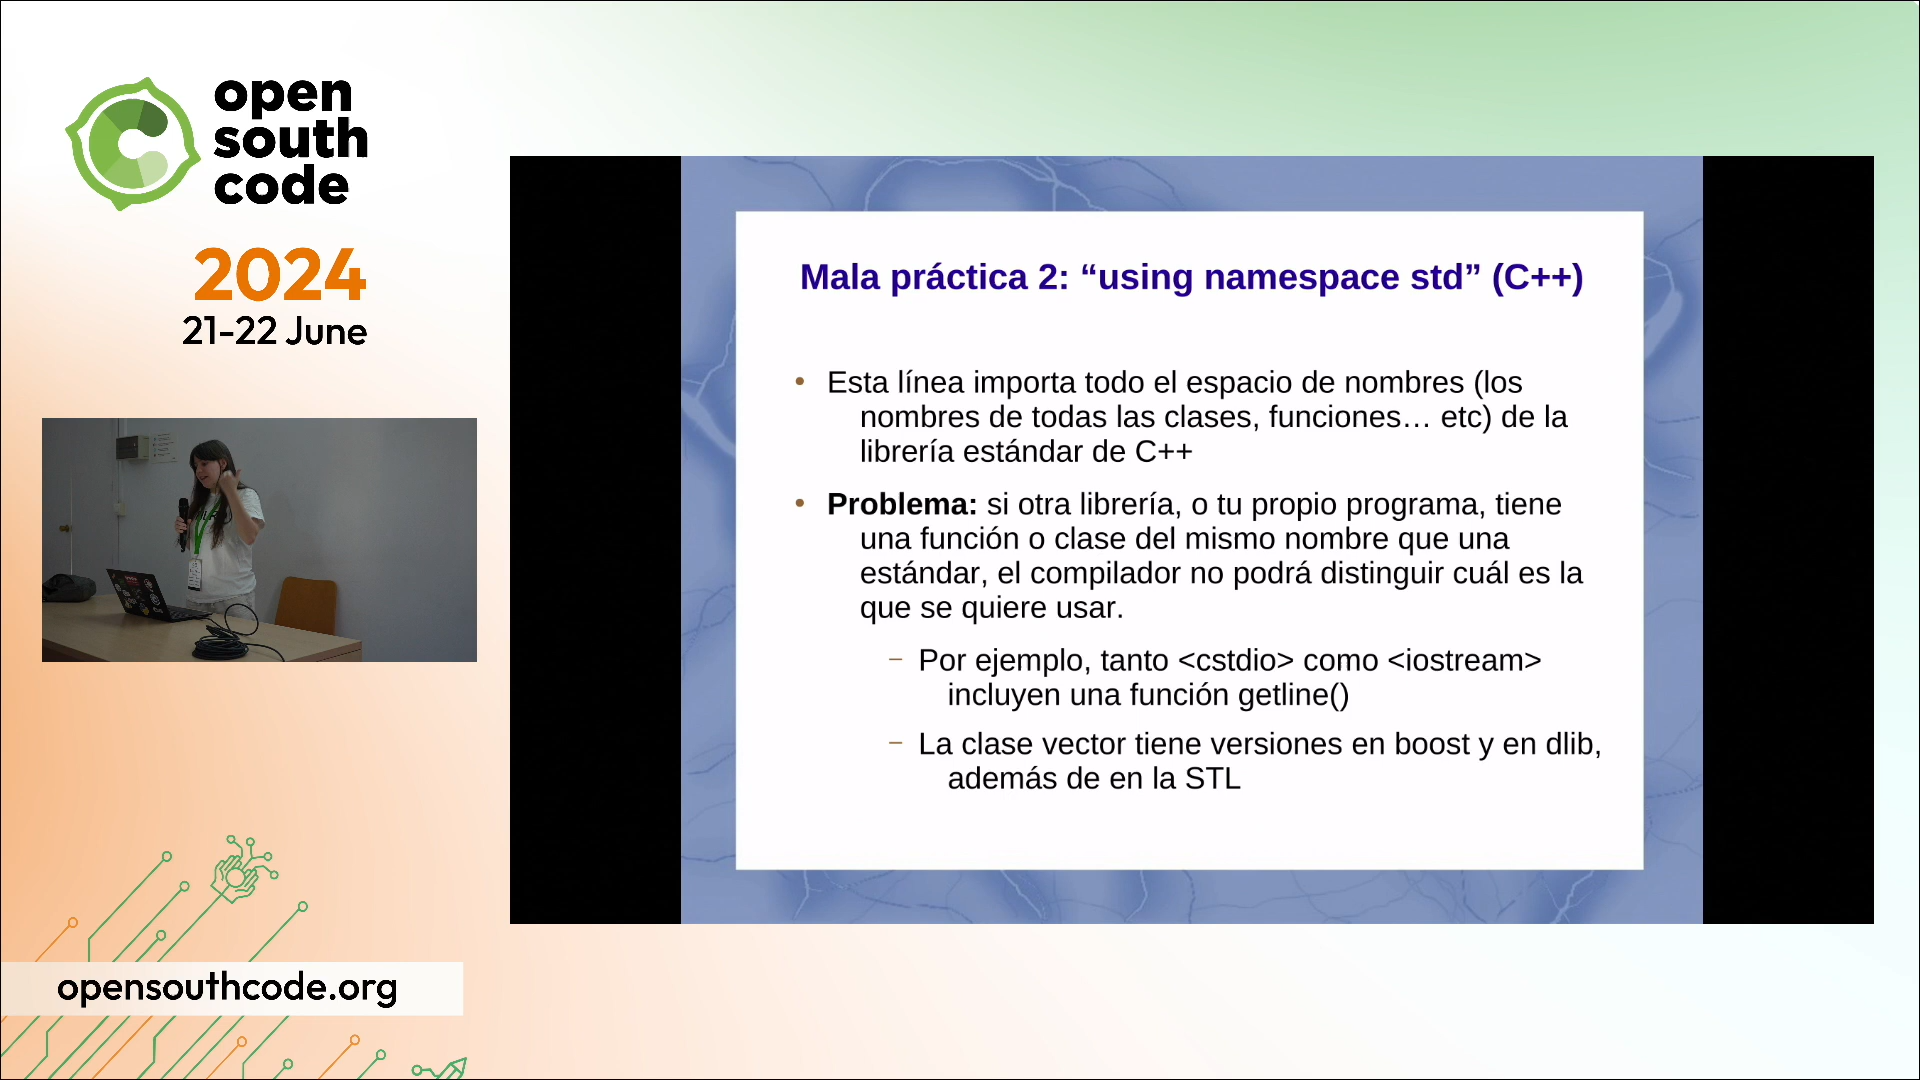 open
south
code
2024
21-22 June
Mala práctica 2: “using namespace std” (C++)
Esta línea importa todo el espacio de nombres (los
nombres de todas las clases, funciones… etc) de la
librería estándar de C++
Problema: si otra librería, o tu propio programa, tiene
una función o clase del mismo nombre que una
estándar, el compilador no podrá distinguir cuál es la
que se quiere usar.
– Por ejemplo, tanto <cstdio> como <iostream>
incluyen una función getline()
– La clase vector tiene versiones en boost y en dlib,
además de en la STL
opensouthcode.org